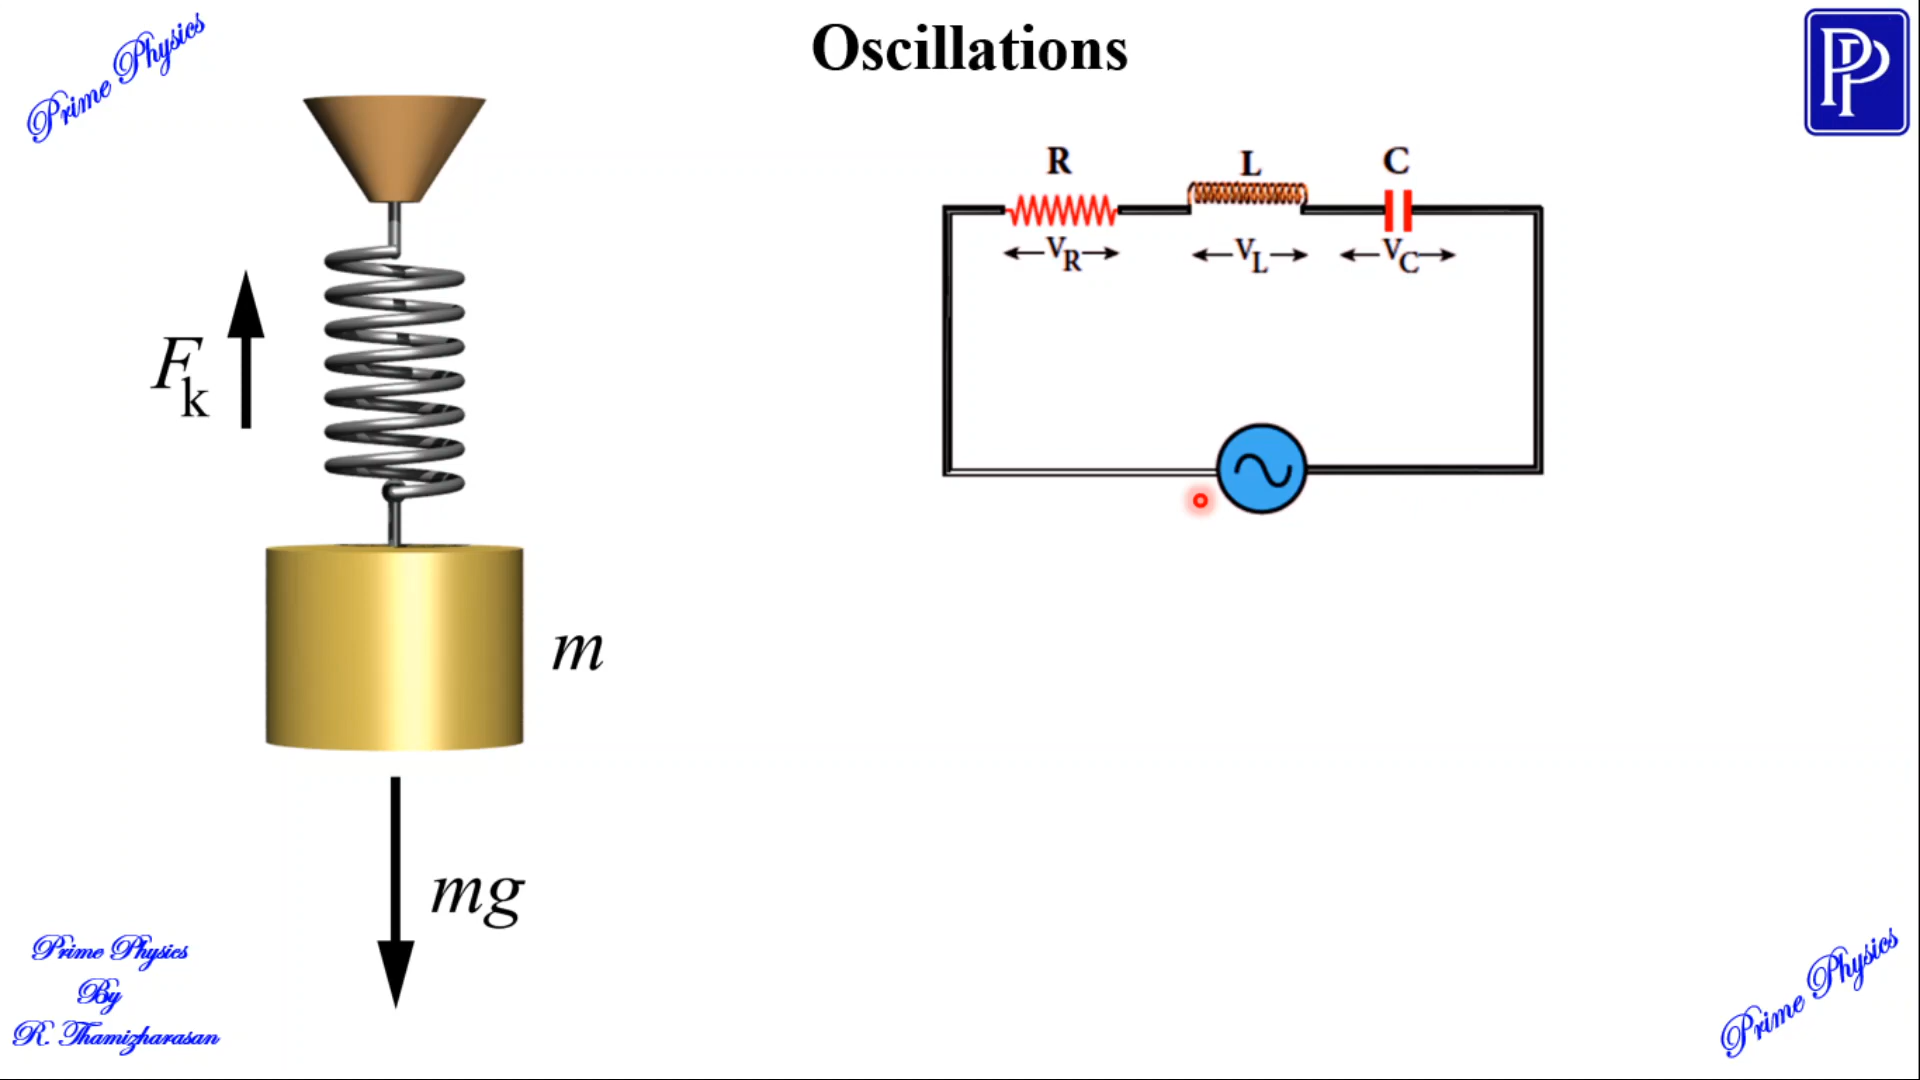 Oscillations
Prime Physics
PP
R
L
C
VR
VL
VC
Fk
m
mg
Prime Physics
By
R. Thamizharasan
Prime Physics